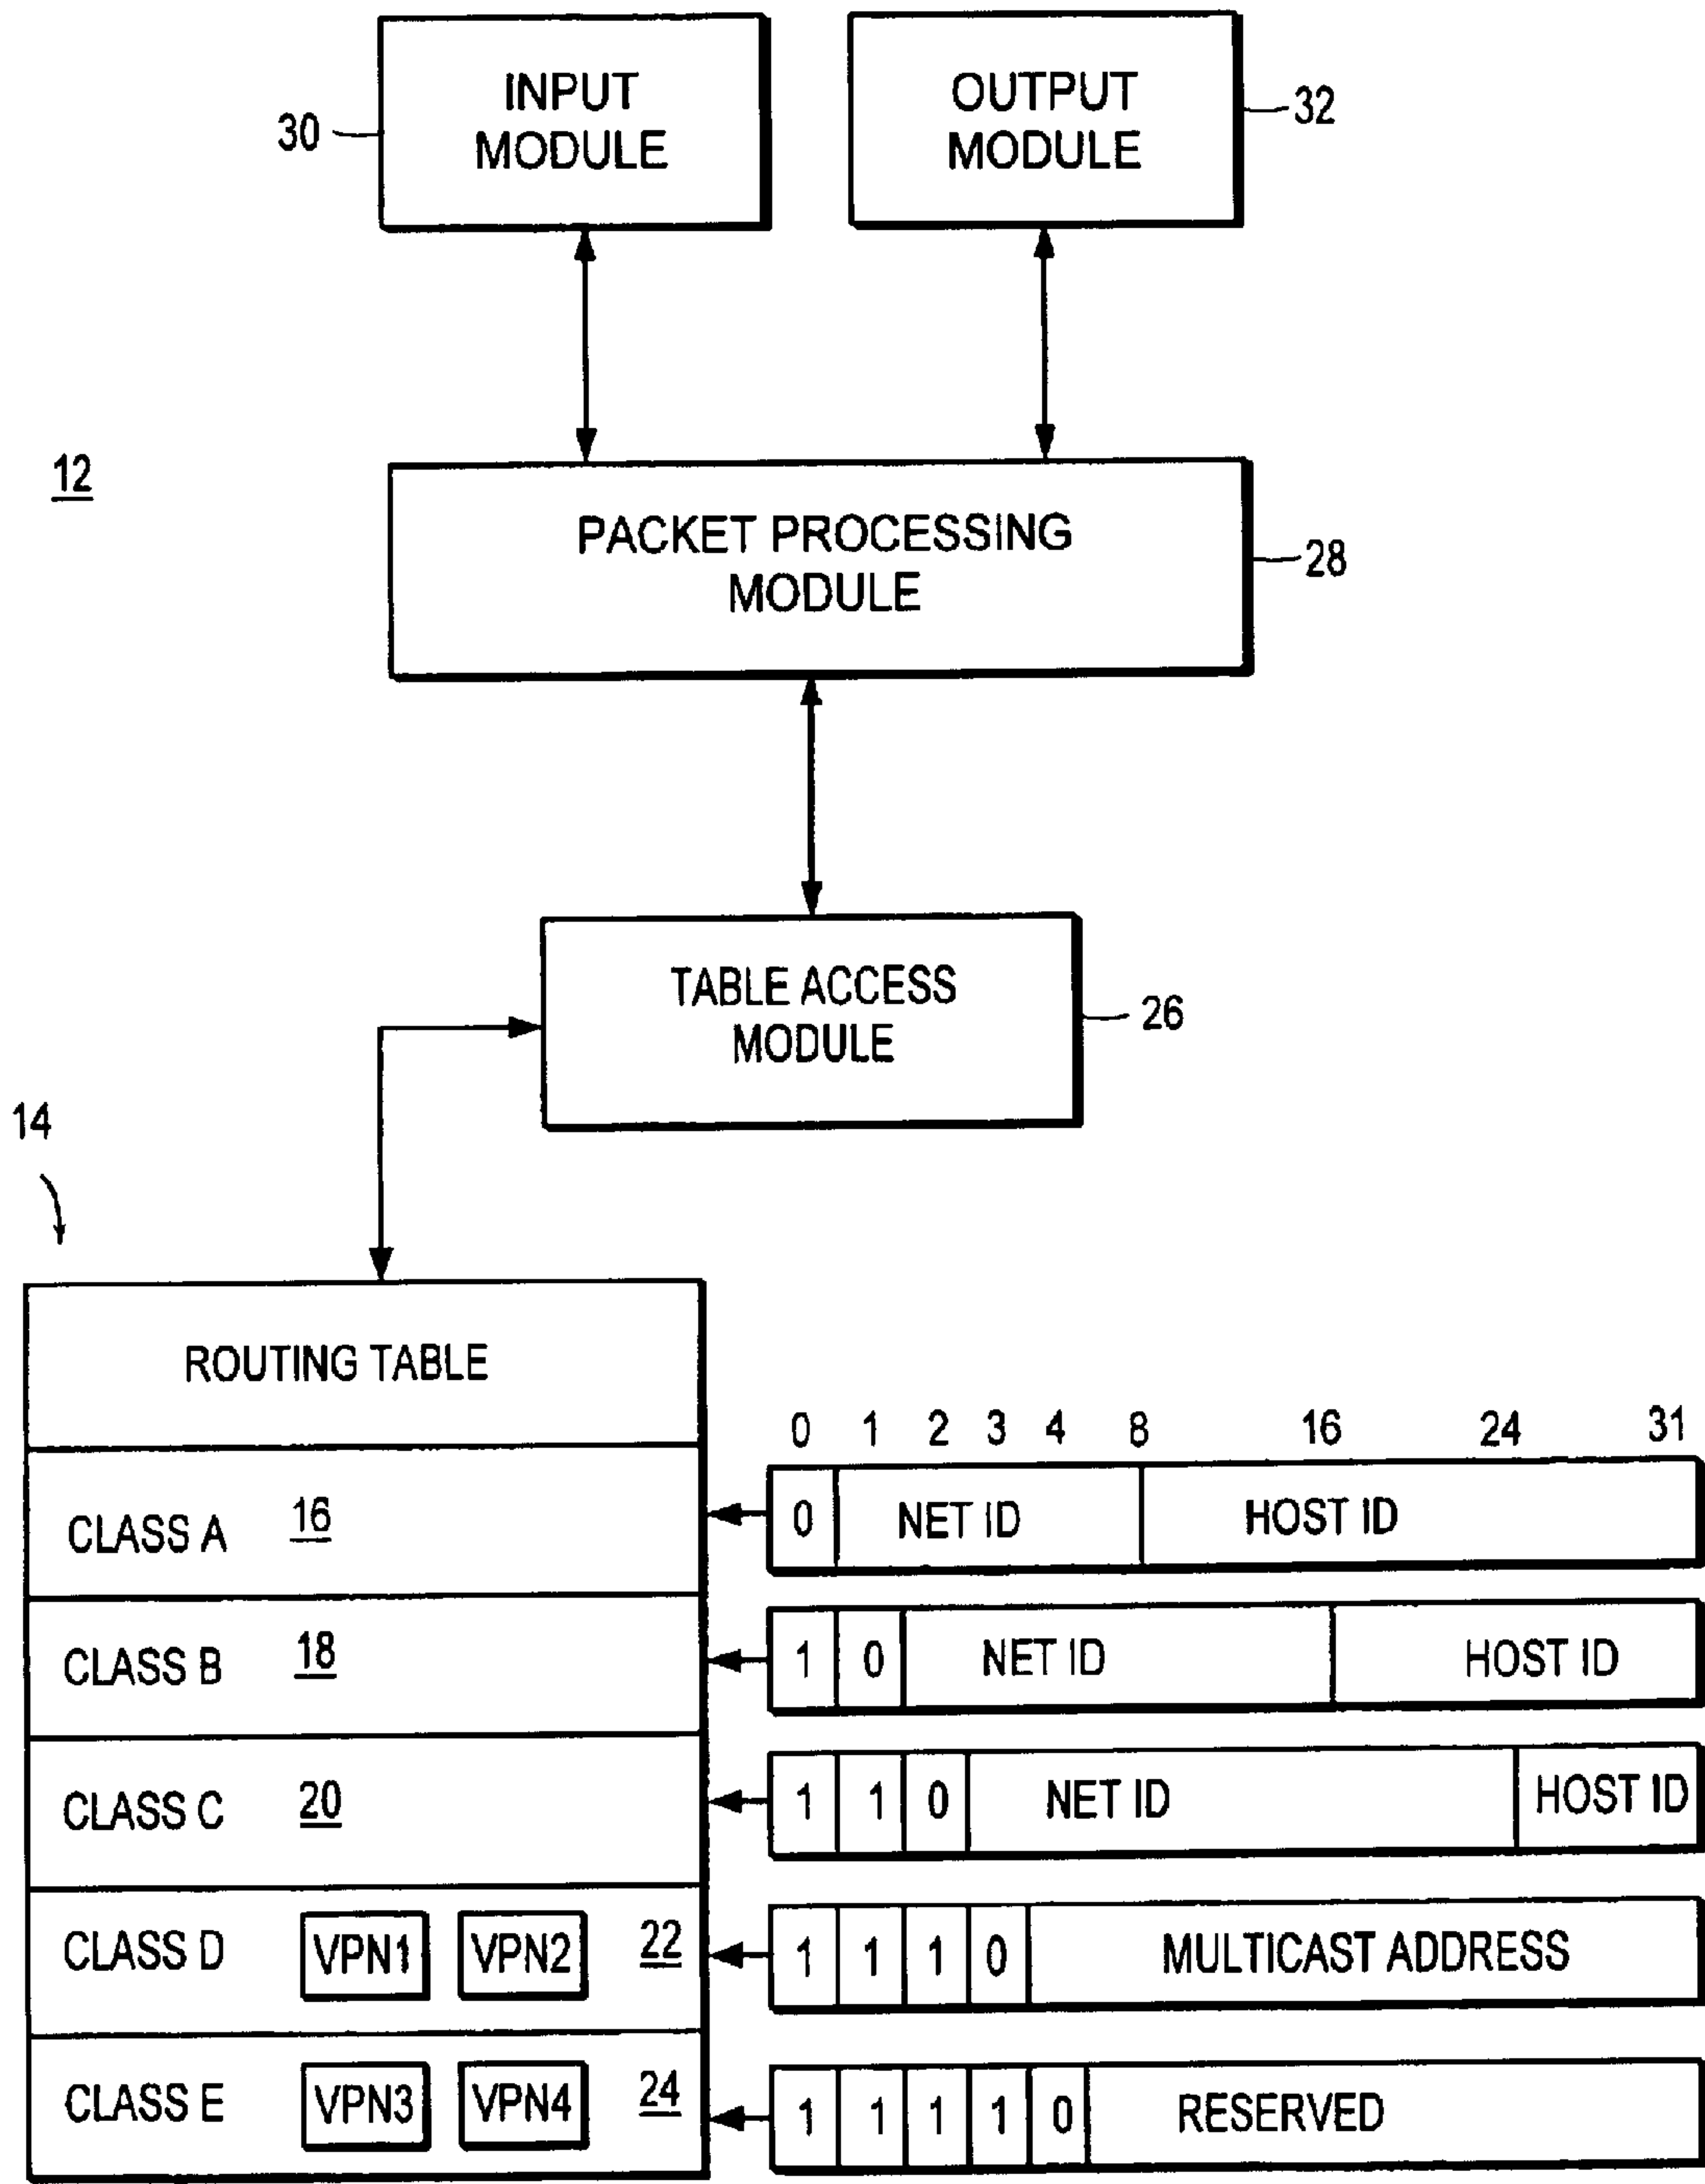 INPUT
MODULE
30
OUTPUT
MODULE
32
12
PACKET PROCESSING
MODULE
28
TABLE ACCESS
MODULE
26
14
ROUTING TABLE
0 1 2 3 4 8 16 24 31
CLASS A 16 0 NET ID HOST ID
CLASS B 18 1 0 NET ID HOST ID
CLASS C 20 1 1 0 NET ID HOST ID
CLASS D VPN1 VPN2 22 1 1 1 0 MULTICAST ADDRESS
CLASS E VPN3 VPN4 24 1 1 1 1 0 RESERVED